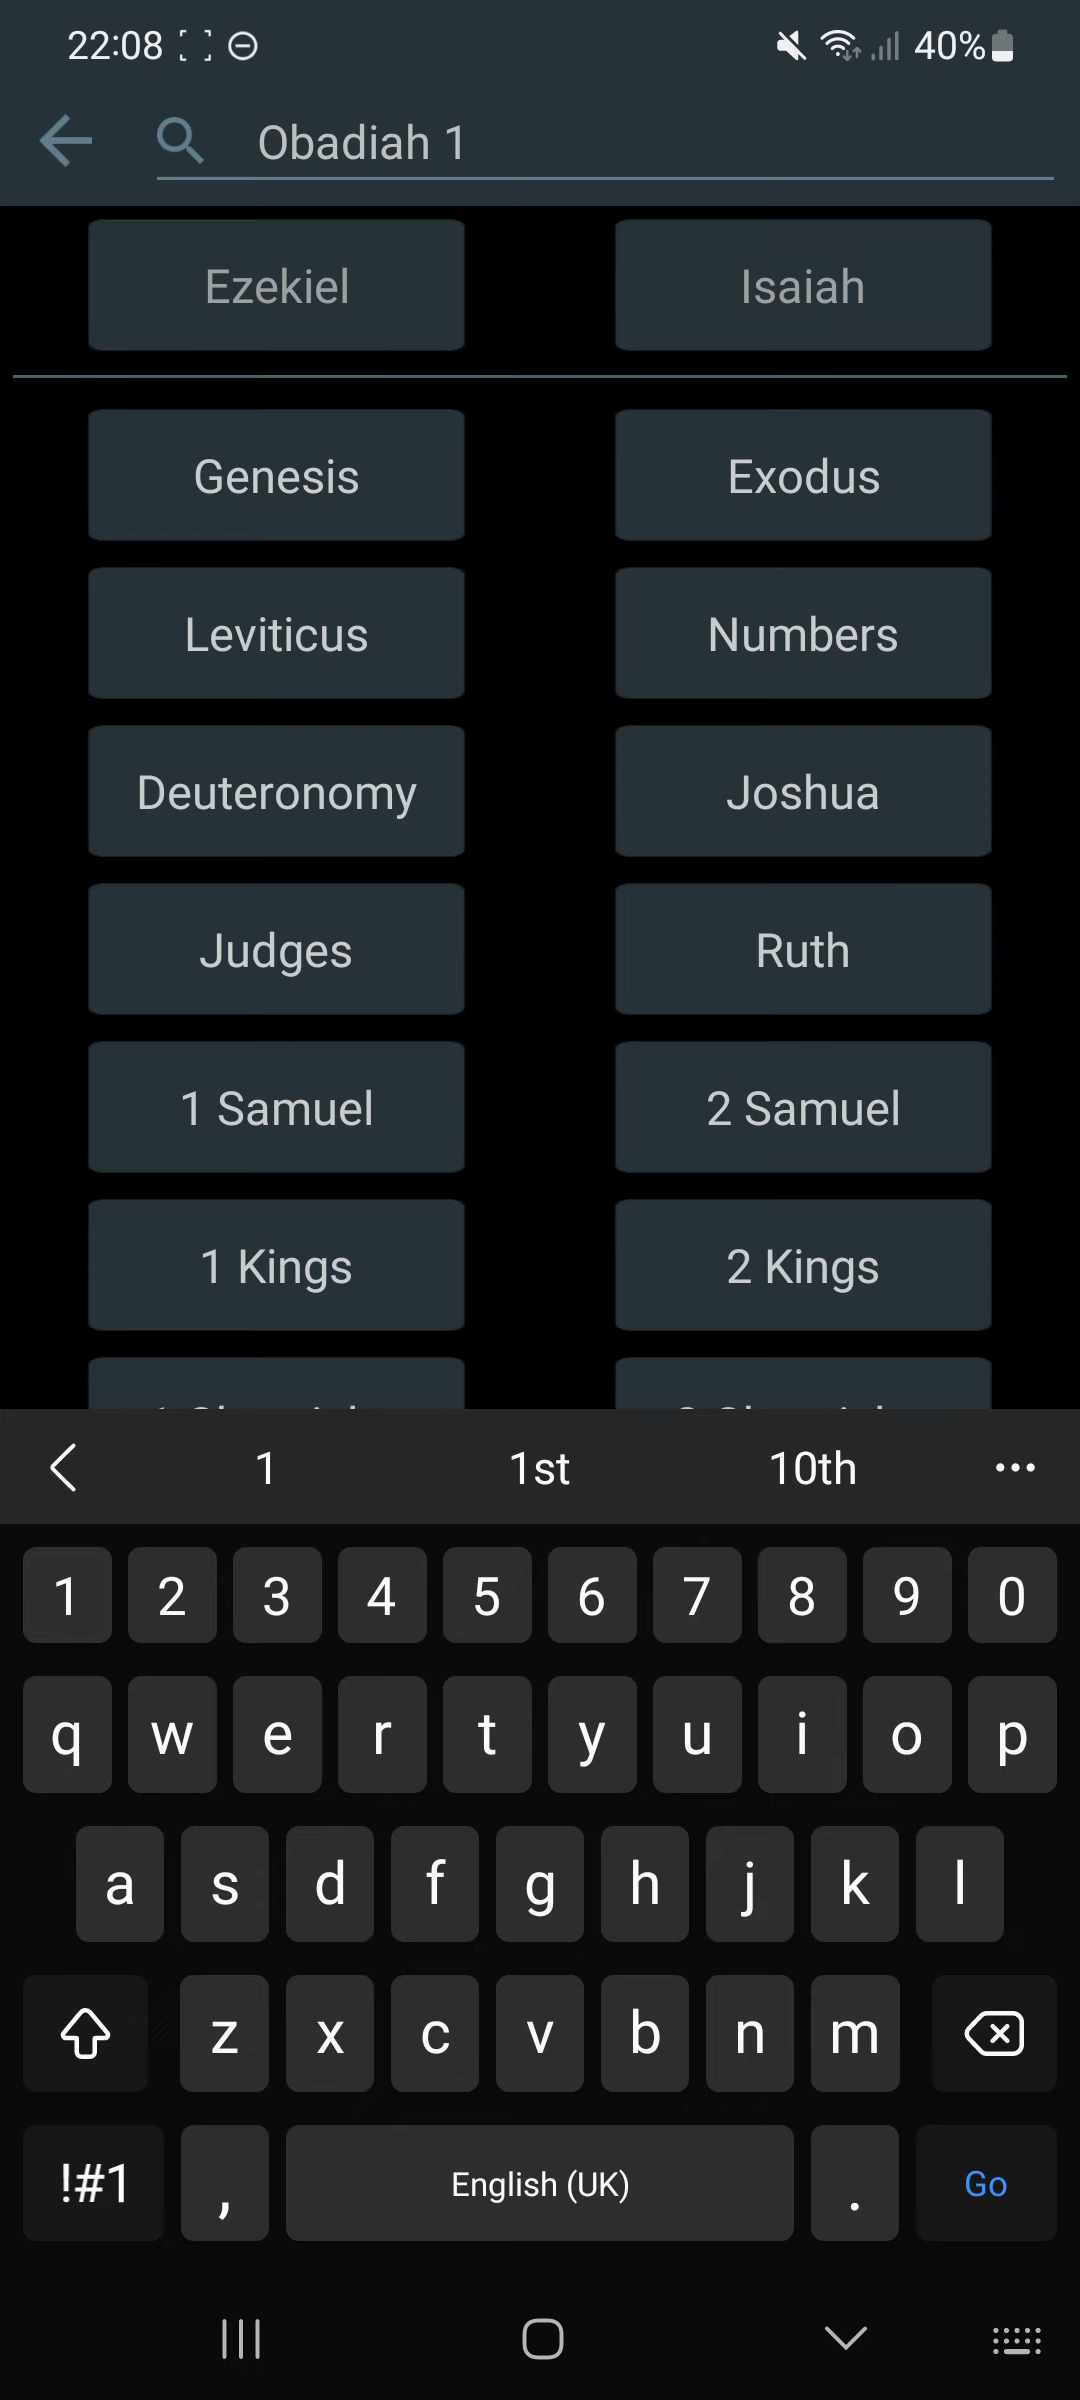 22:08 40%
Obadiah 1
Ezekiel Isaiah
Genesis Exodus
Leviticus Numbers
Deuteronomy Joshua
Judges Ruth
1 Samuel 2 Samuel
1 Kings 2 Kings
1 1st 10th ...
1 2 3 4 5 6 7 8 9 0
q w e r t y u i o p
a s d f g h j k l
z x c v b n m
!#1 , English (UK) . Go